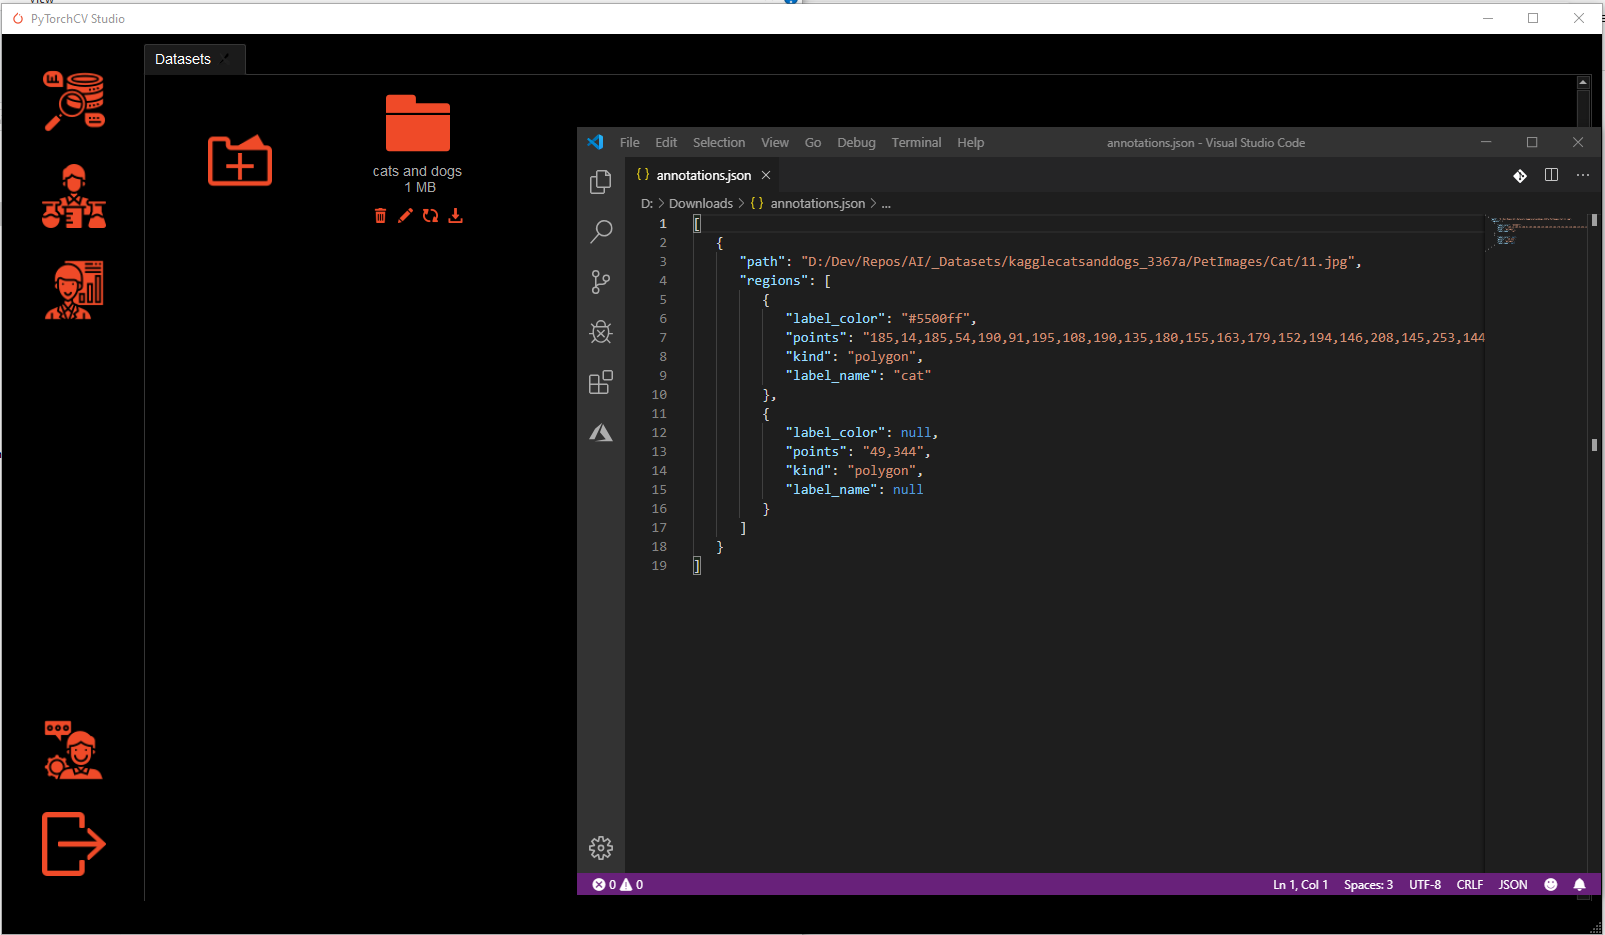 PyTorchCV Studio
Datasets
cats and dogs
1 MB
File Edit Selection View Go Debug Terminal Help
annotations.json - Visual Studio Code
{ } annotations.json
D: > Downloads > { } annotations.json > ...
1 [
2 {
3 "path": "D:/Dev/Repos/AI/_Datasets/kagglecatsanddogs_3367a/PetImages/Cat/11.jpg",
4 "regions": [
5 {
6 "label_color": "#5500ff",
7 "points": "185,14,185,54,190,91,195,108,190,135,180,155,163,179,152,194,146,208,145,253,144
8 "kind": "polygon",
9 "label_name": "cat"
10 },
11 {
12 "label_color": null,
13 "points": "49,344",
14 "kind": "polygon",
15 "label_name": null
16 }
17 ]
18 }
19 ]
0 0
Ln 1, Col 1 Spaces: 3 UTF-8 CRLF JSON